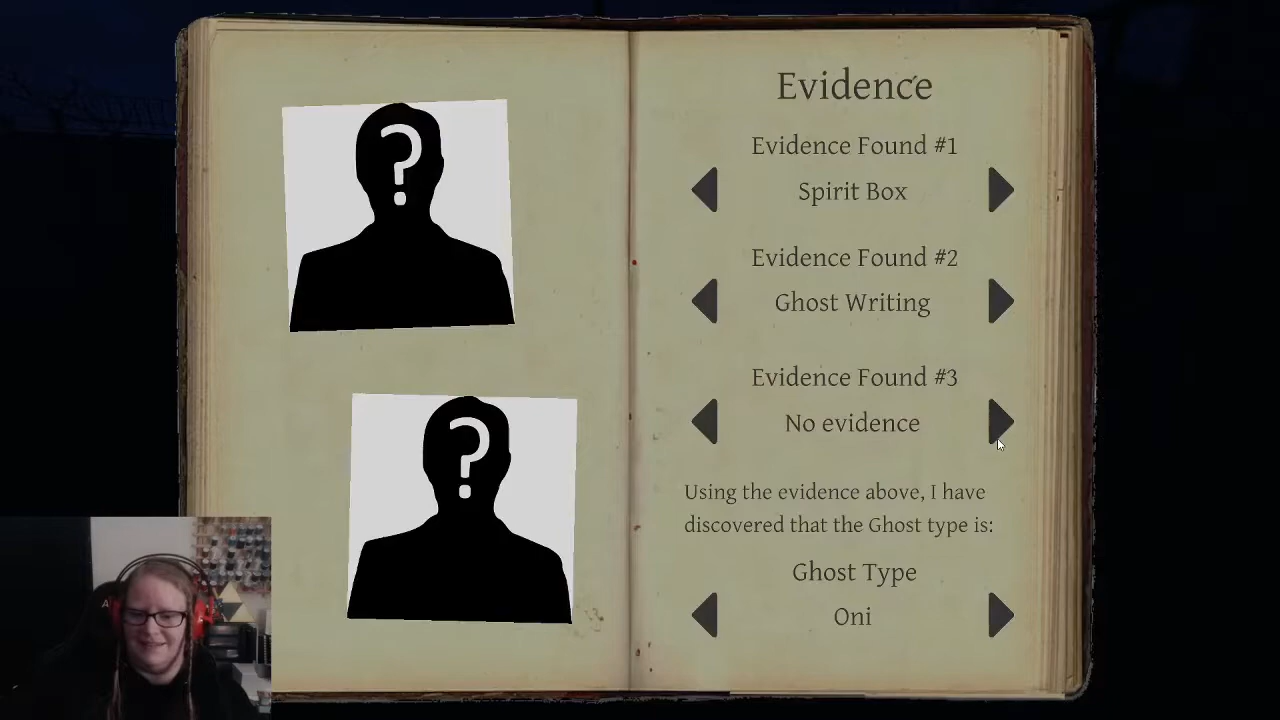 Evidence
Evidence Found #1
Spirit Box
Evidence Found #2
Ghost Writing
Evidence Found #3
No evidence
Using the evidence above, I have
discovered that the Ghost type is:
Ghost Type
Oni